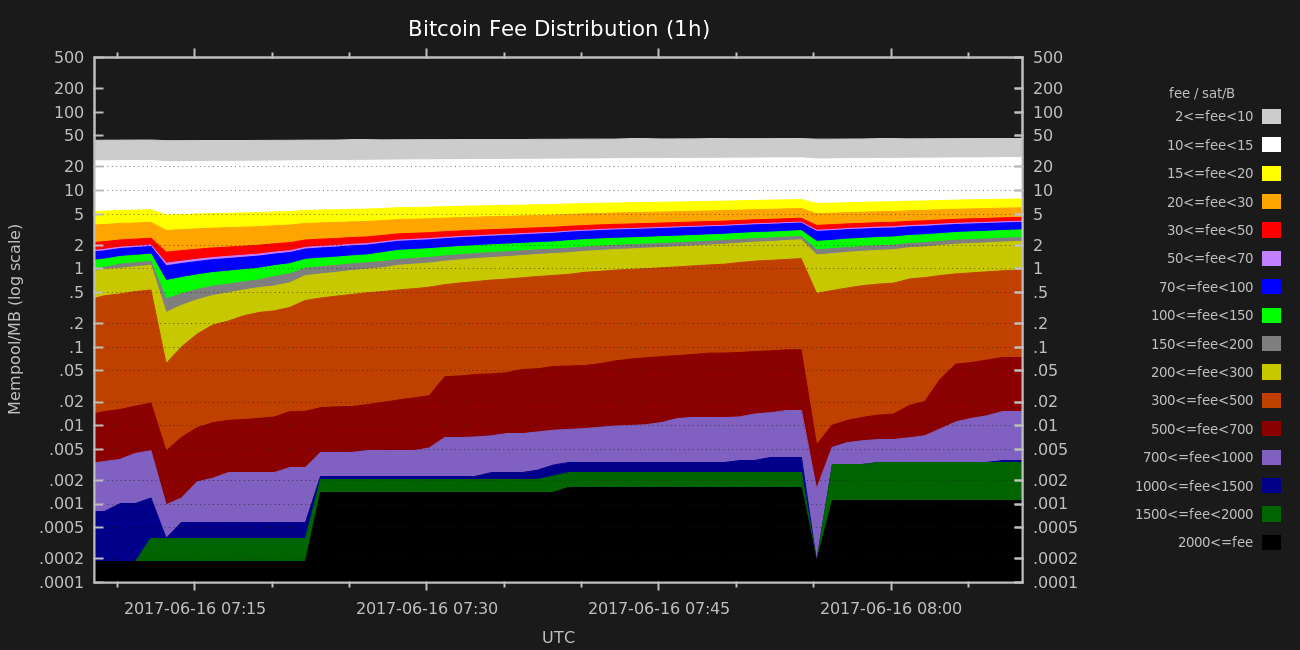 Bitcoin Fee Distribution (1h)
500 500
200 200
100 100
50 50
20 20
10 10
5 5
2 2
1 1
.5 .5
.2 .2
.1 .1
.05 .05
.02 .02
.01 .01
.005 .005
.002 .002
.001 .001
.0005 .0005
.0002 .0002
.0001 .0001
Mempool/MB (log scale)
2017-06-16 07:15 2017-06-16 07:30 2017-06-16 07:45 2017-06-16 08:00
UTC
fee / sat/B
2<=fee<10
10<=fee<15
15<=fee<20
20<=fee<30
30<=fee<50
50<=fee<70
70<=fee<100
100<=fee<150
150<=fee<200
200<=fee<300
300<=fee<500
500<=fee<700
700<=fee<1000
1000<=fee<1500
1500<=fee<2000
2000<=fee